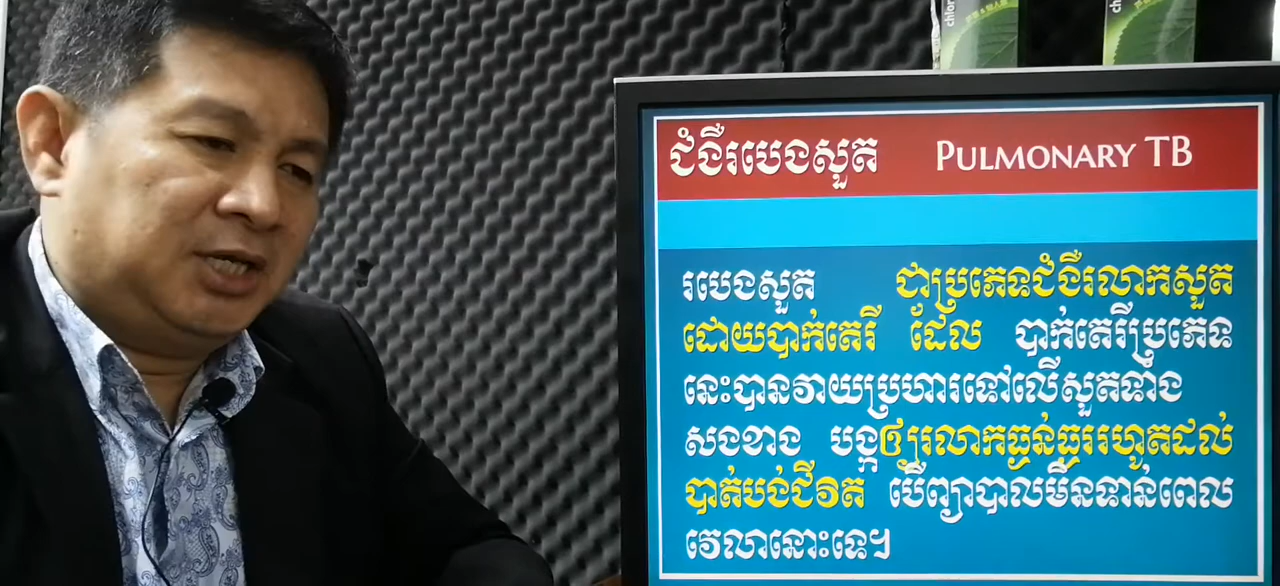 chlor
ch
ជំងឺរបេងសួត PULMONARY TB
របេងសួត ជាប្រភេទជំងឺរលាកសួត
ដោយបាក់តេរី ដែល បាក់តេរីប្រភេទ
នេះបានវាយប្រហារទៅលើសួតទាំង
សងខាង បង្កឲ្យរលាកធ្ងន់ធ្ងររហូតដល់
បាត់បង់ជីវិត បើព្យាបាលមិនទាន់ពេល
វេលានោះទេ។